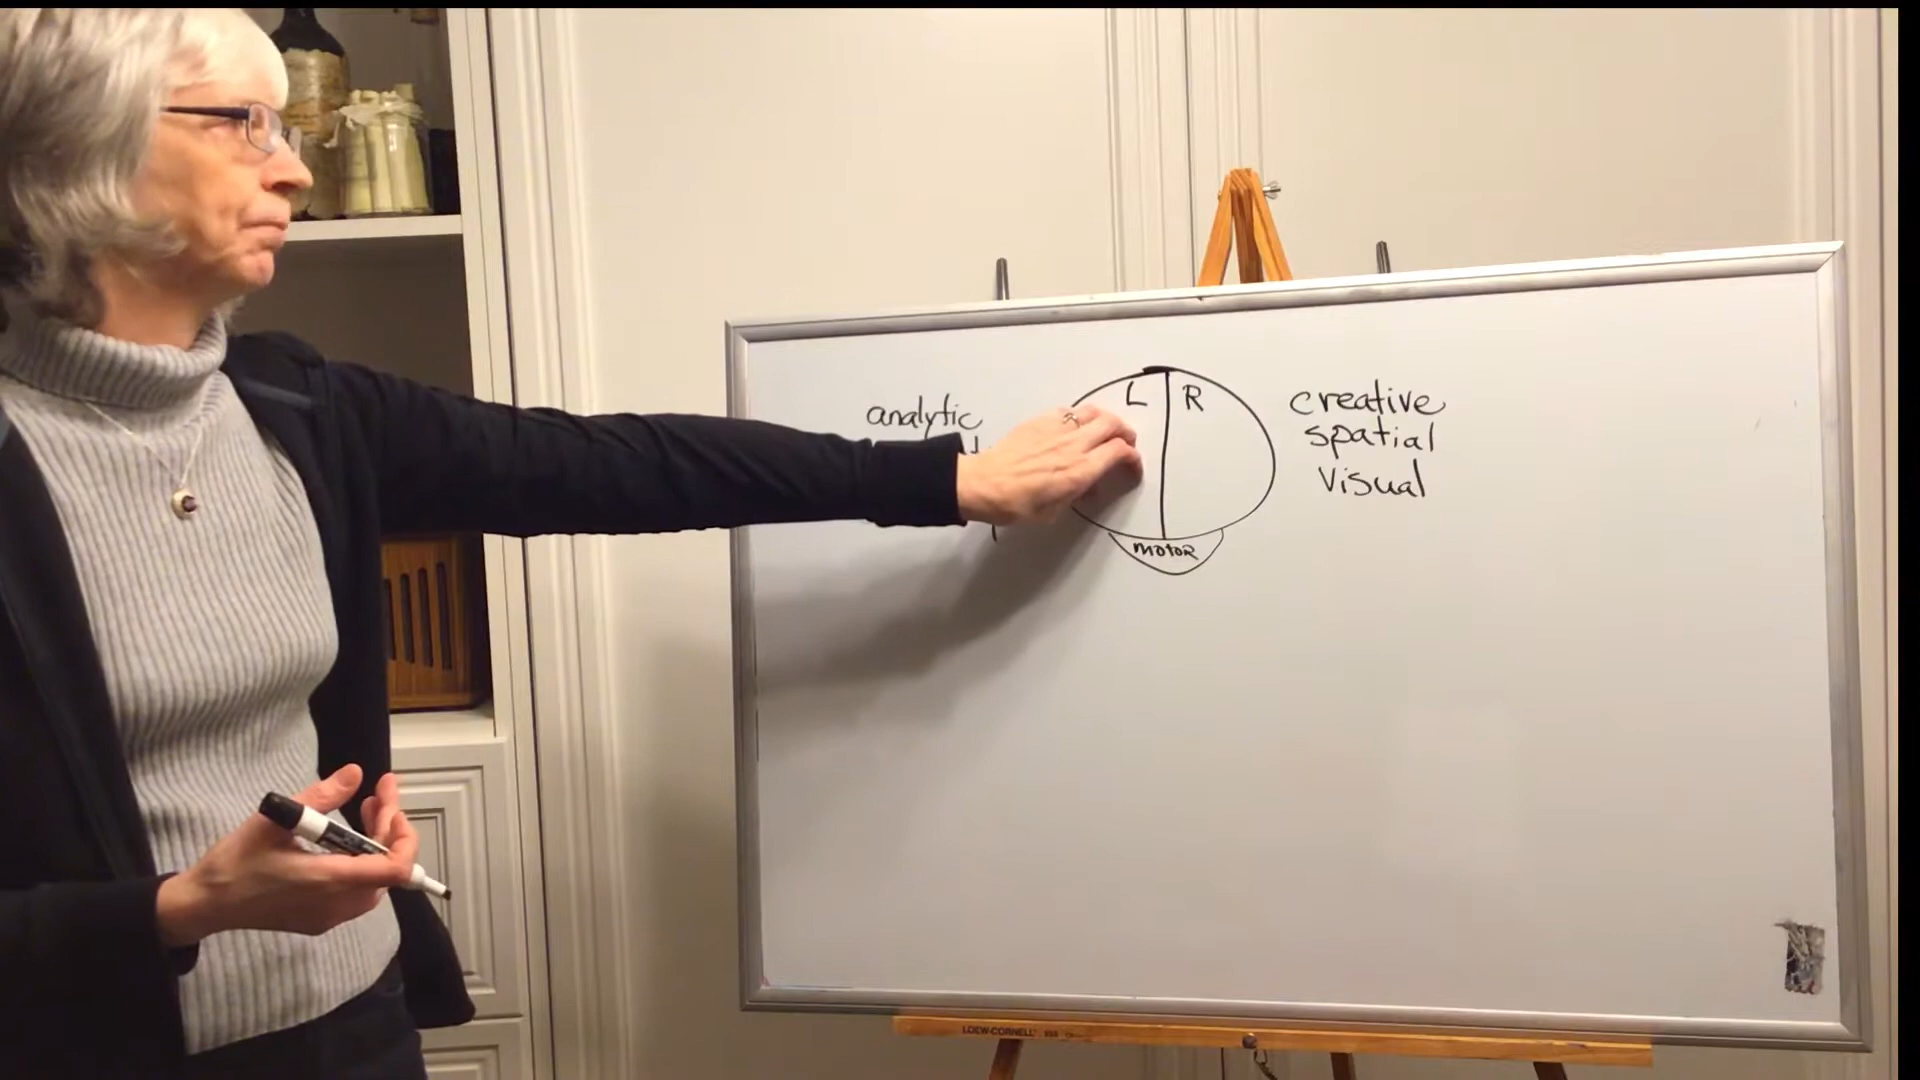 L R
analytic
creative
spatial
visual
motor
LOEW-CORNELL